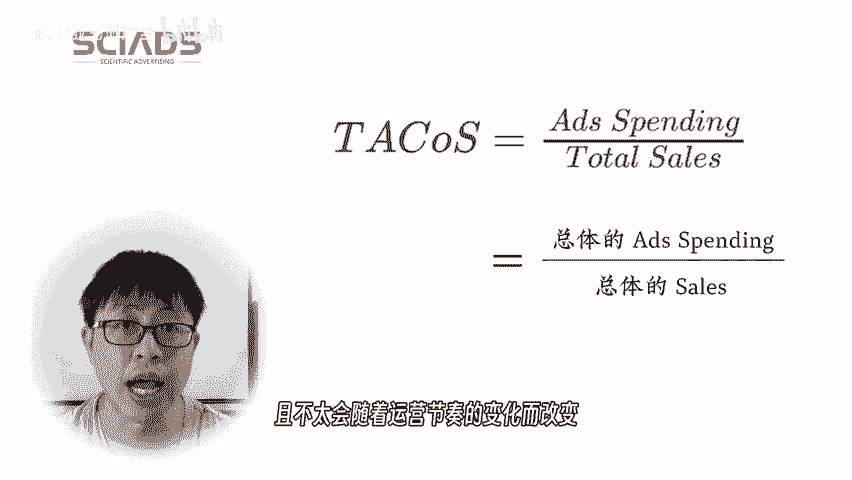 SCIADS
SCIENTIFIC ADVERTISING
TACoS = Ads Spending / Total Sales
= 总体的 Ads Spending / 总体的 Sales
且不太会随着运营节奏的变化而改变